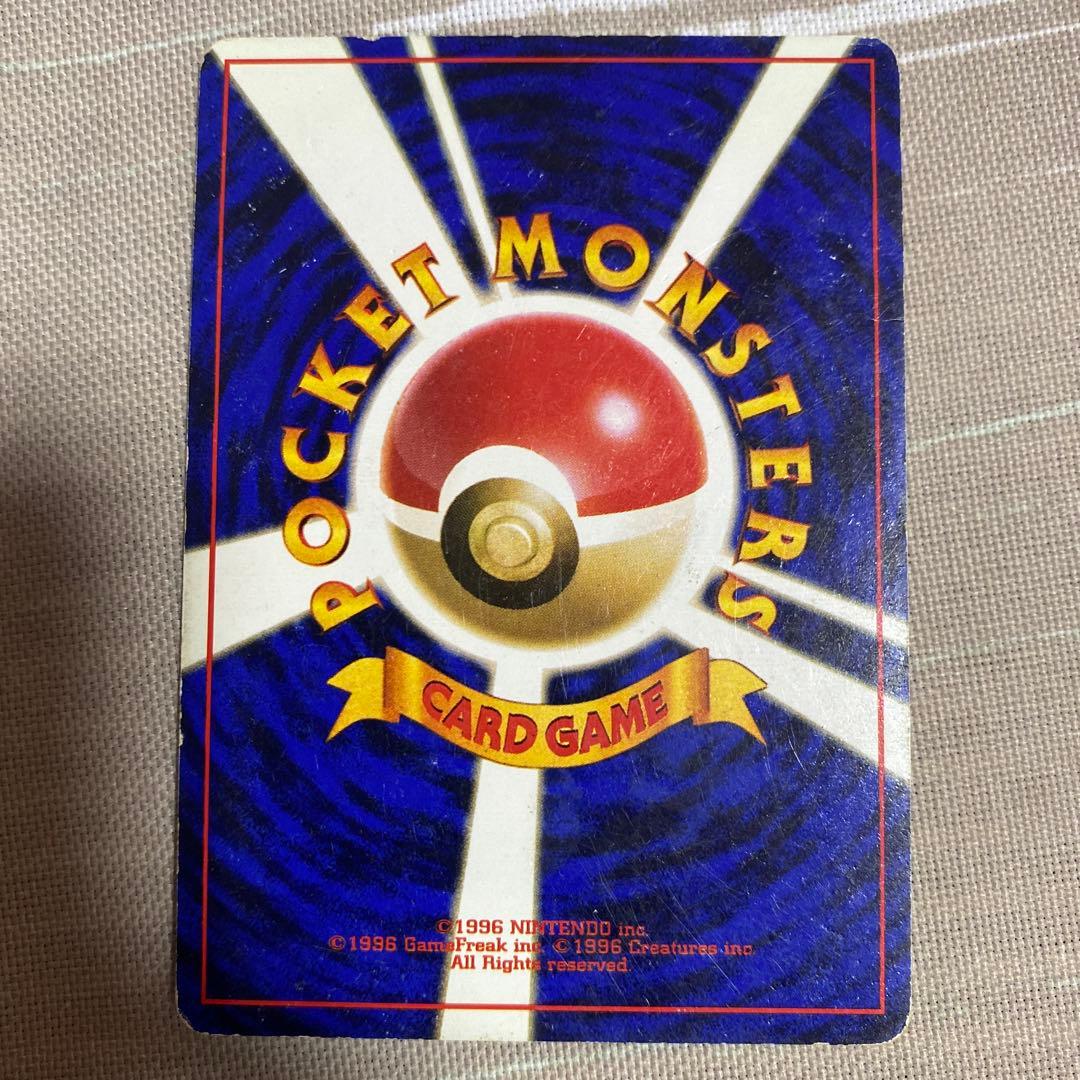 POCKET MONSTERS
CARD GAME
©1996 NINTENDO inc.
©1996 GameFreak inc. ©1996 Creatures inc.
All Rights reserved.